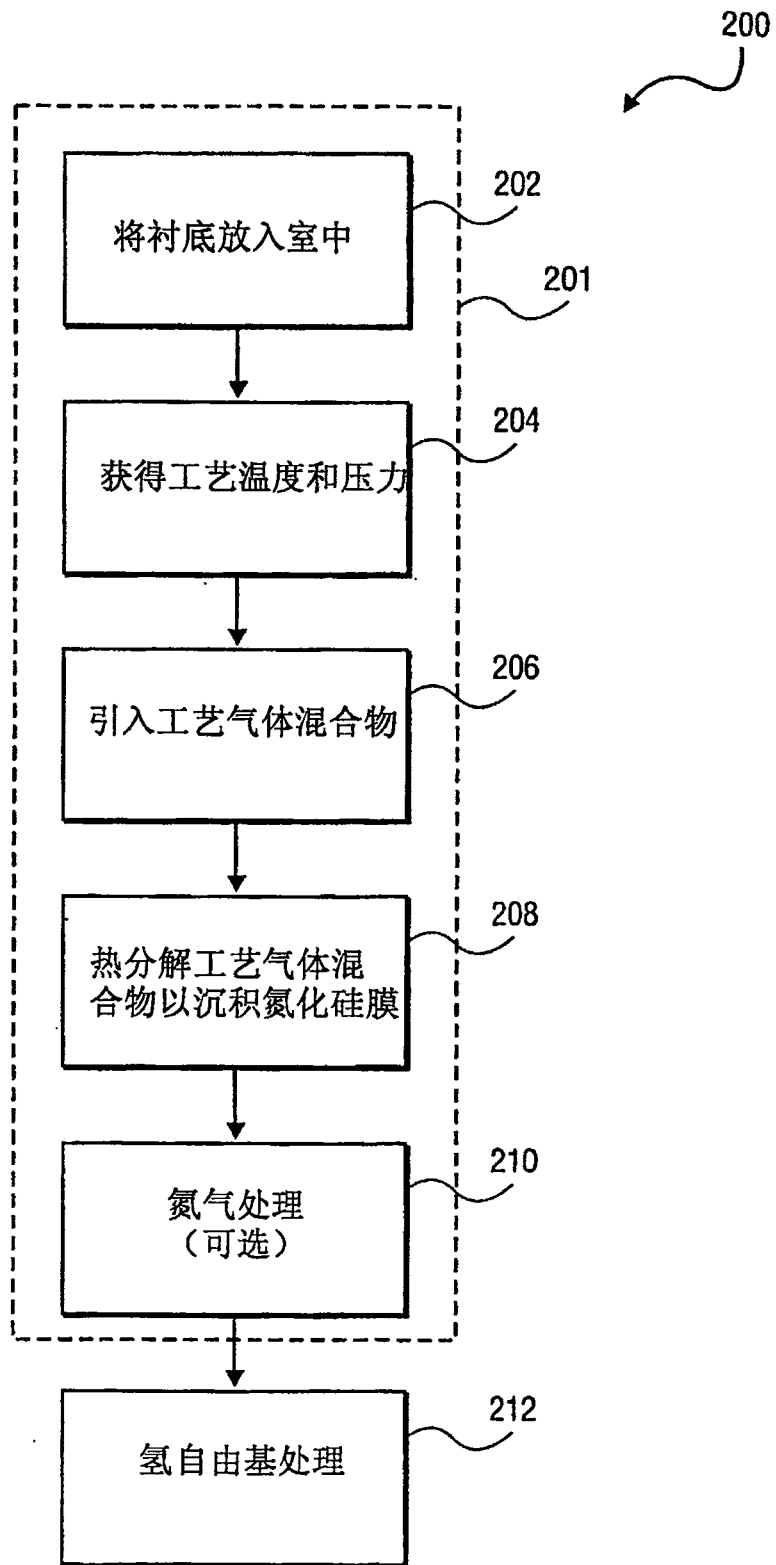 200
202
将衬底放入室中
201
204
获得工艺温度和压力
206
引入工艺气体混合物
208
热分解工艺气体混
合物以沉积氮化硅膜
210
氮气处理
（可选）
212
氢自由基处理